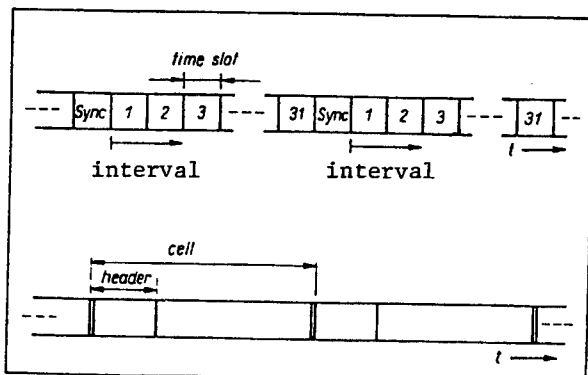 time slot
Sync 1 2 3 31 Sync 1 2 3 31
t
interval interval
cell
header
t